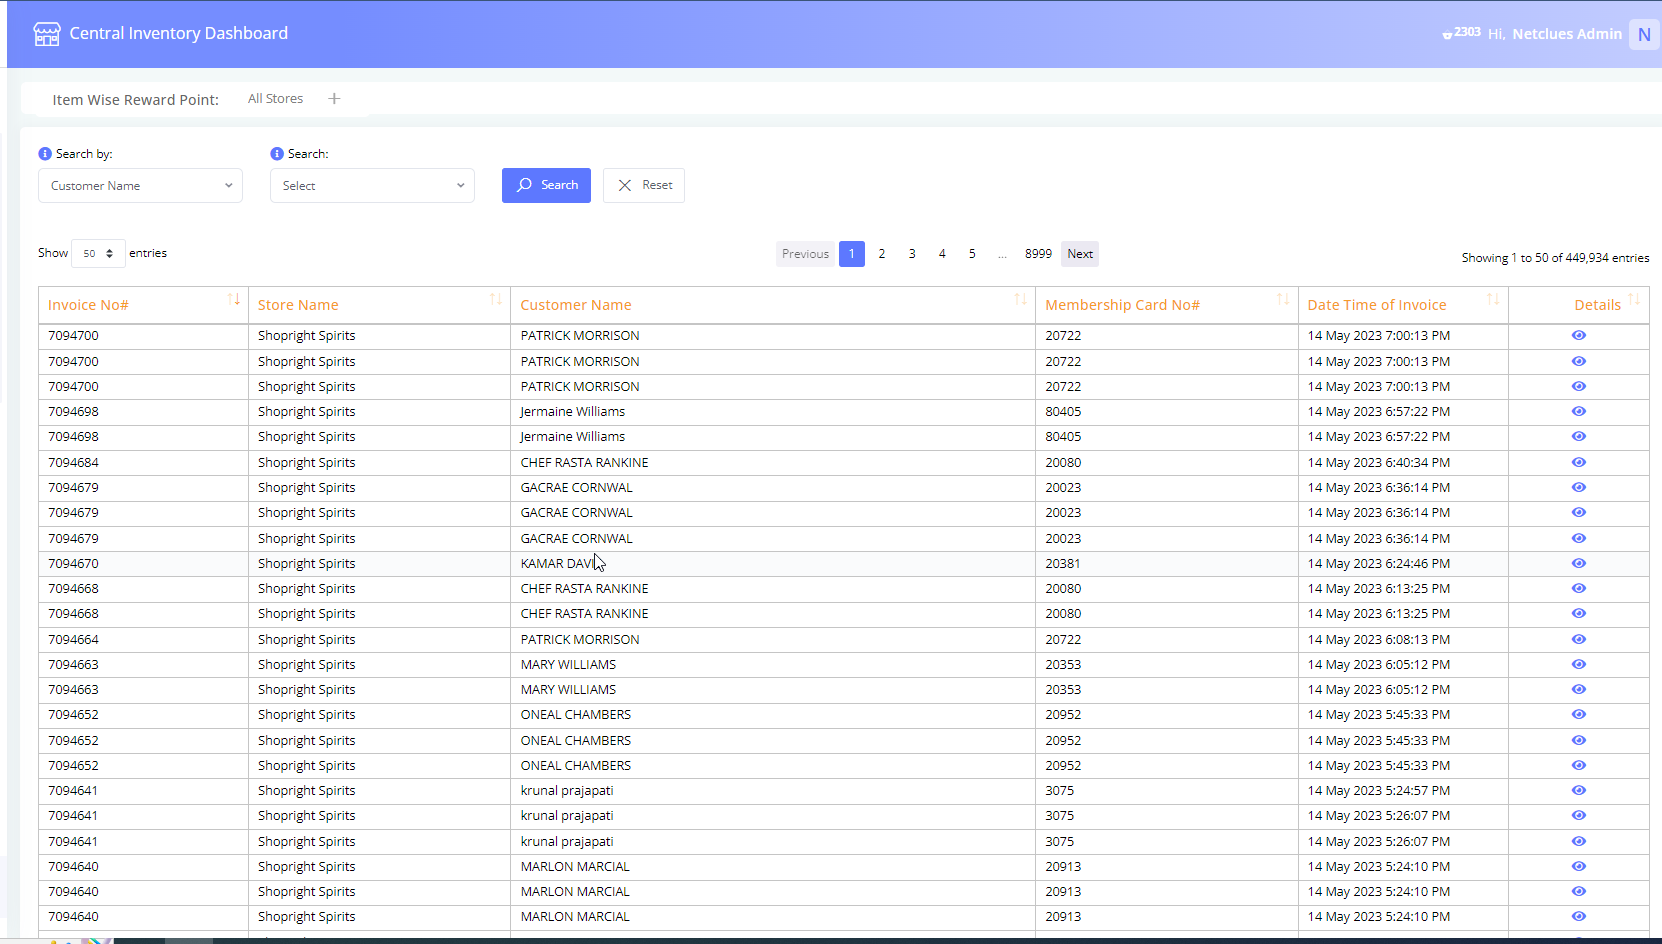 Central Inventory Dashboard
2303 Hi, Netclues Admin N
Item Wise Reward Point: All Stores +
Search by: Search:
Customer Name Select Search Reset
Show 50 entries Previous 1 2 3 4 5 ... 8999 Next Showing 1 to 50 of 449,934 entries
Invoice No# Store Name Customer Name Membership Card No# Date Time of Invoice Details
7094700 Shopright Spirits PATRICK MORRISON 20722 14 May 2023 7:00:13 PM
7094700 Shopright Spirits PATRICK MORRISON 20722 14 May 2023 7:00:13 PM
7094700 Shopright Spirits PATRICK MORRISON 20722 14 May 2023 7:00:13 PM
7094698 Shopright Spirits Jermaine Williams 80405 14 May 2023 6:57:22 PM
7094698 Shopright Spirits Jermaine Williams 80405 14 May 2023 6:57:22 PM
7094684 Shopright Spirits CHEF RASTA RANKINE 20080 14 May 2023 6:40:34 PM
7094679 Shopright Spirits GACRAE CORNWAL 20023 14 May 2023 6:36:14 PM
7094679 Shopright Spirits GACRAE CORNWAL 20023 14 May 2023 6:36:14 PM
7094679 Shopright Spirits GACRAE CORNWAL 20023 14 May 2023 6:36:14 PM
7094670 Shopright Spirits KAMAR 20381 14 May 2023 6:24:46 PM
7094668 Shopright Spirits CHEF RASTA RANKINE 20080 14 May 2023 6:13:25 PM
7094668 Shopright Spirits CHEF RASTA RANKINE 20080 14 May 2023 6:13:25 PM
7094664 Shopright Spirits PATRICK MORRISON 20722 14 May 2023 6:08:13 PM
7094663 Shopright Spirits MARY WILLIAMS 20353 14 May 2023 6:05:12 PM
7094663 Shopright Spirits MARY WILLIAMS 20353 14 May 2023 6:05:12 PM
7094652 Shopright Spirits ONEAL CHAMBERS 20952 14 May 2023 5:45:33 PM
7094652 Shopright Spirits ONEAL CHAMBERS 20952 14 May 2023 5:45:33 PM
7094652 Shopright Spirits ONEAL CHAMBERS 20952 14 May 2023 5:45:33 PM
7094641 Shopright Spirits krunal prajapati 3075 14 May 2023 5:24:57 PM
7094641 Shopright Spirits krunal prajapati 3075 14 May 2023 5:26:07 PM
7094641 Shopright Spirits krunal prajapati 3075 14 May 2023 5:26:07 PM
7094640 Shopright Spirits MARLON MARCIAL 20913 14 May 2023 5:24:10 PM
7094640 Shopright Spirits MARLON MARCIAL 20913 14 May 2023 5:24:10 PM
7094640 Shopright Spirits MARLON MARCIAL 20913 14 May 2023 5:24:10 PM